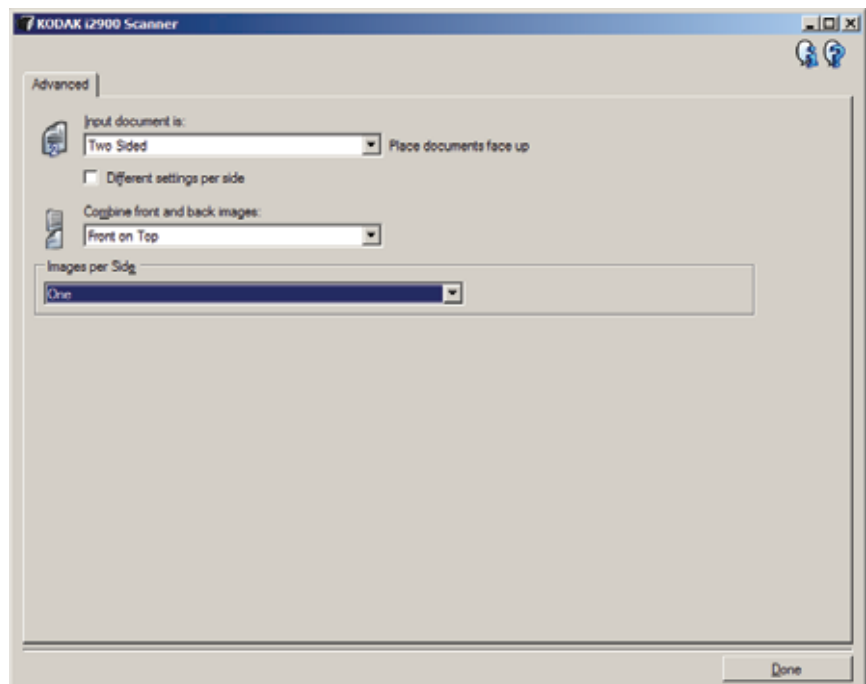 KODAK i2900 Scanner
Advanced
Input document is:
Two Sided Place documents face up
Different settings per side
Combine front and back images:
Front on Top
Images per Side
One
Done